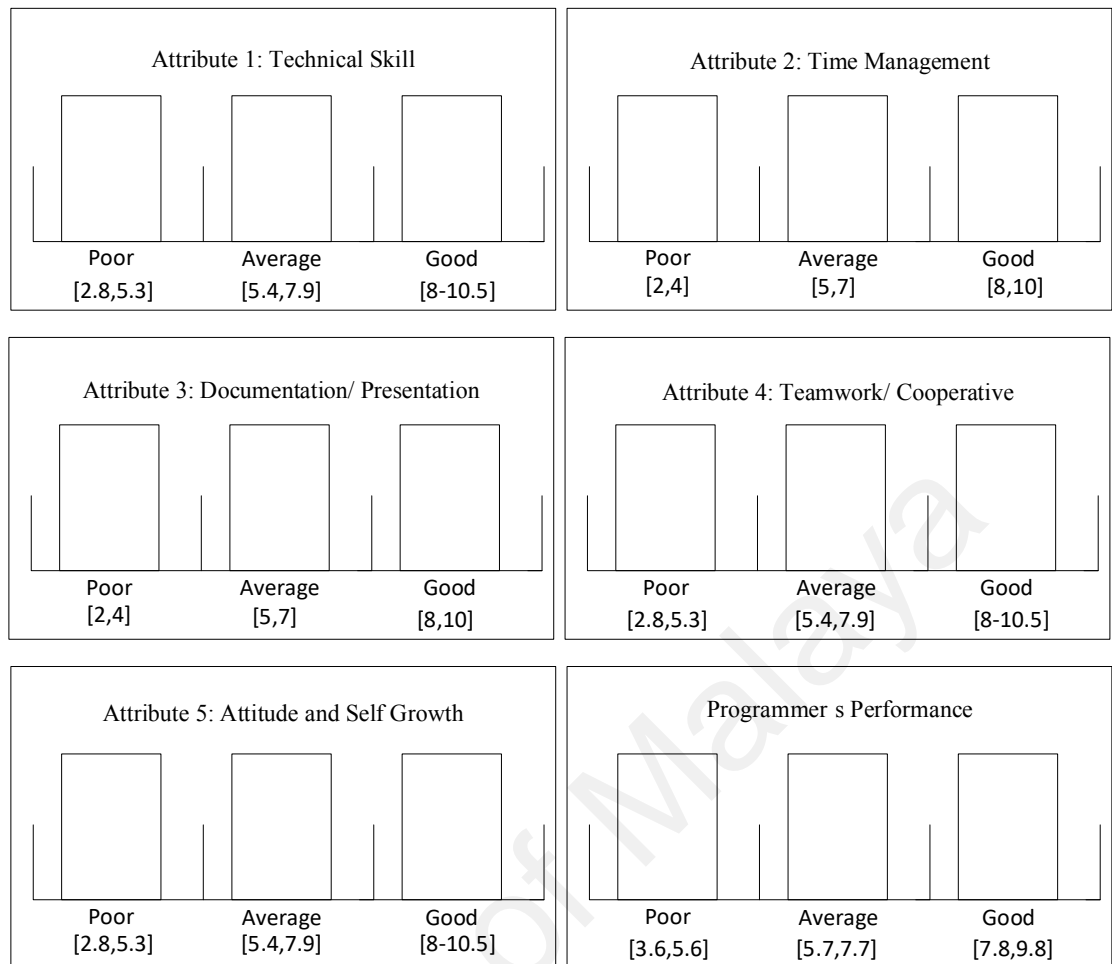 Attribute 1: Technical Skill
Poor Average Good
[2.8,5.3] [5.4,7.9] [8-10.5]
Attribute 2: Time Management
Poor Average Good
[2,4] [5,7] [8,10]
Attribute 3: Documentation/ Presentation
Poor Average Good
[2,4] [5,7] [8,10]
Attribute 4: Teamwork/ Cooperative
Poor Average Good
[2.8,5.3] [5.4,7.9] [8-10.5]
Attribute 5: Attitude and Self Growth
Poor Average Good
[2.8,5.3] [5.4,7.9] [8-10.5]
Programmer s Performance
Poor Average Good
[3.6,5.6] [5.7,7.7] [7.8,9.8]
of Malaya